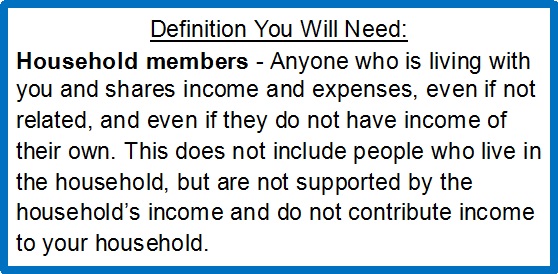 Definition You Will Need:
Household members - Anyone who is living with
you and shares income and expenses, even if not
related, and even if they do not have income of
their own. This does not include people who live in
the household, but are not supported by the
household’s income and do not contribute income
to your household.